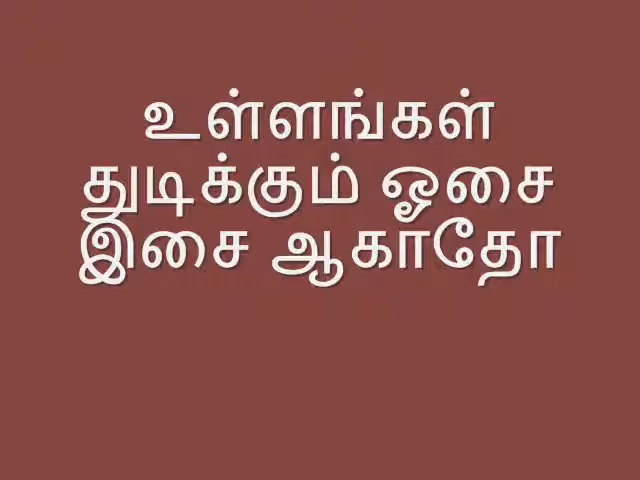 உள்ளங்கள்
துடிக்கும் ஓசை
இசை ஆகாதோ